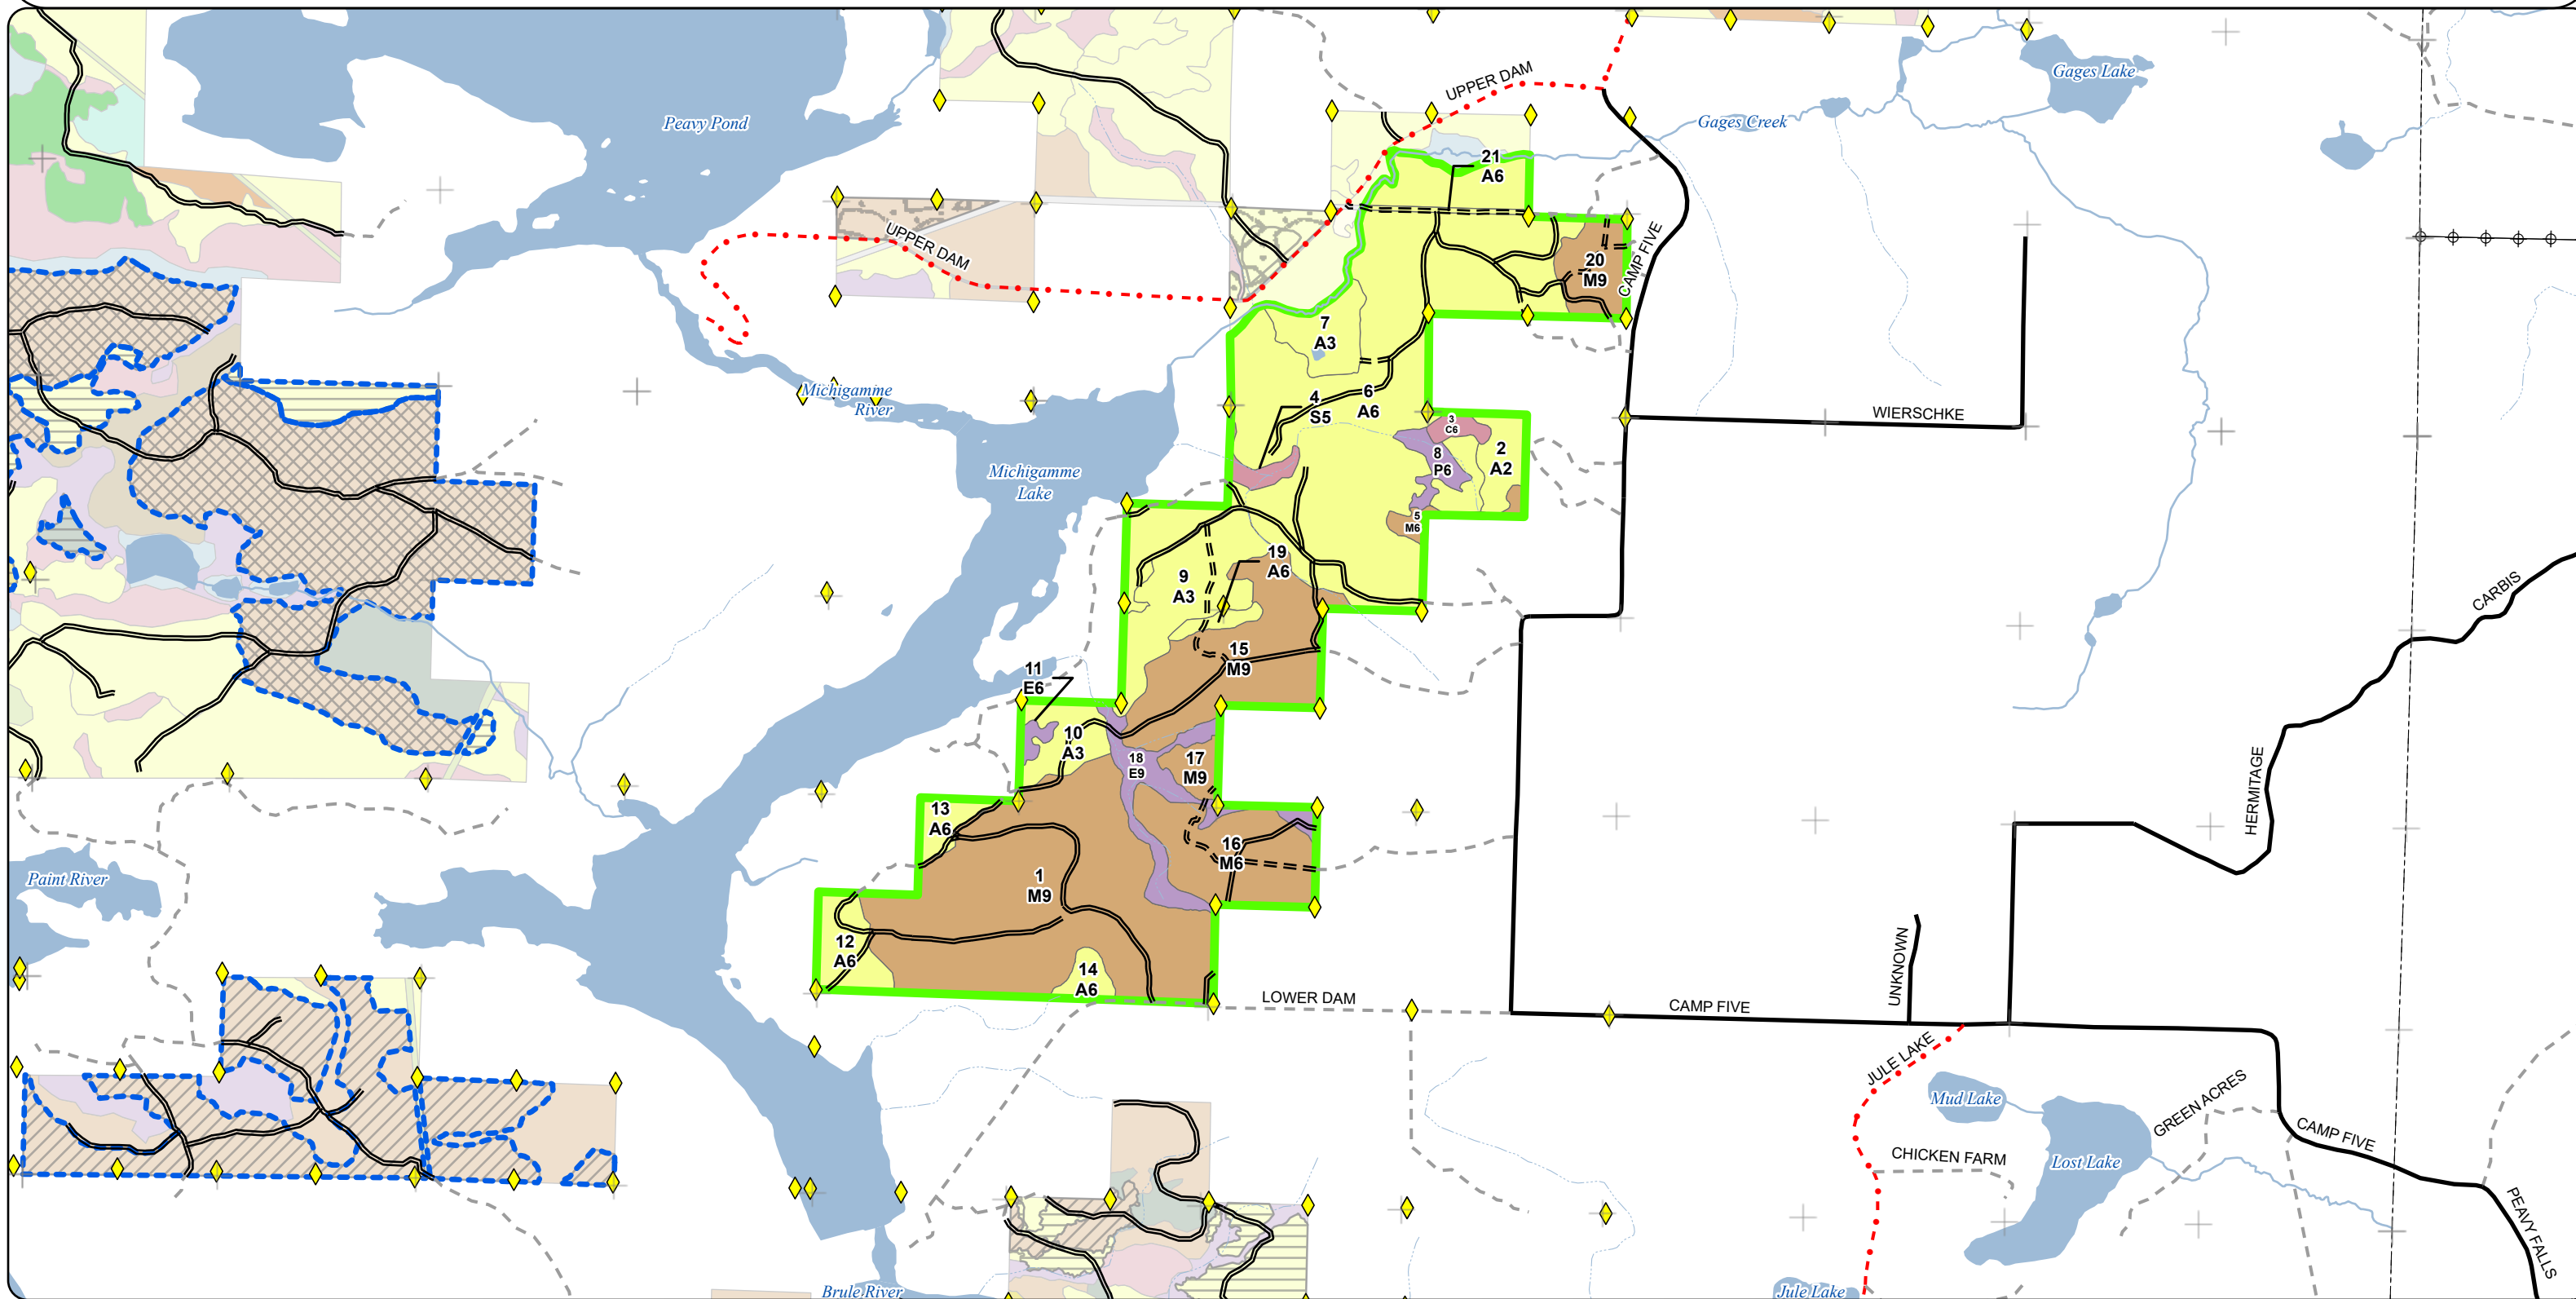 Gages Lake
UPPER DAM
Peavy Pond
Gages Creek
21
A6
UPPER DAM
CAMP FIVE
20
M9
7
A3
Michigamme
River
4
S5
6
A6
WIERSCHKE
3
C6
8
P6
2
A2
Michigamme
Lake
5
M6
19
A6
9
A3
CARBIS
15
M9
11
E6
10
A3
18
E9
17
M9
HERMITAGE
13
A6
16
M6
1
M9
Paint River
12
A6
14
A6
UNKNOWN
LOWER DAM
CAMP FIVE
JULE LAKE
Mud Lake
GREEN ACRES
CAMP FIVE
CHICKEN FARM
Lost Lake
PEAVY FALLS
Brule River
Jule Lake